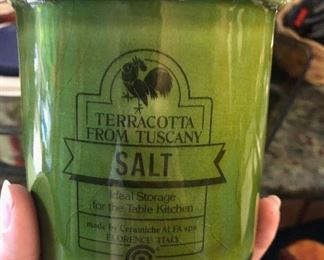 TERRACOTTA
FROM TUSCANY
SALT
Ideal Storage
for the Table Kitchen
made by Ceramiche ALFA spa
FLORENCE ITALY